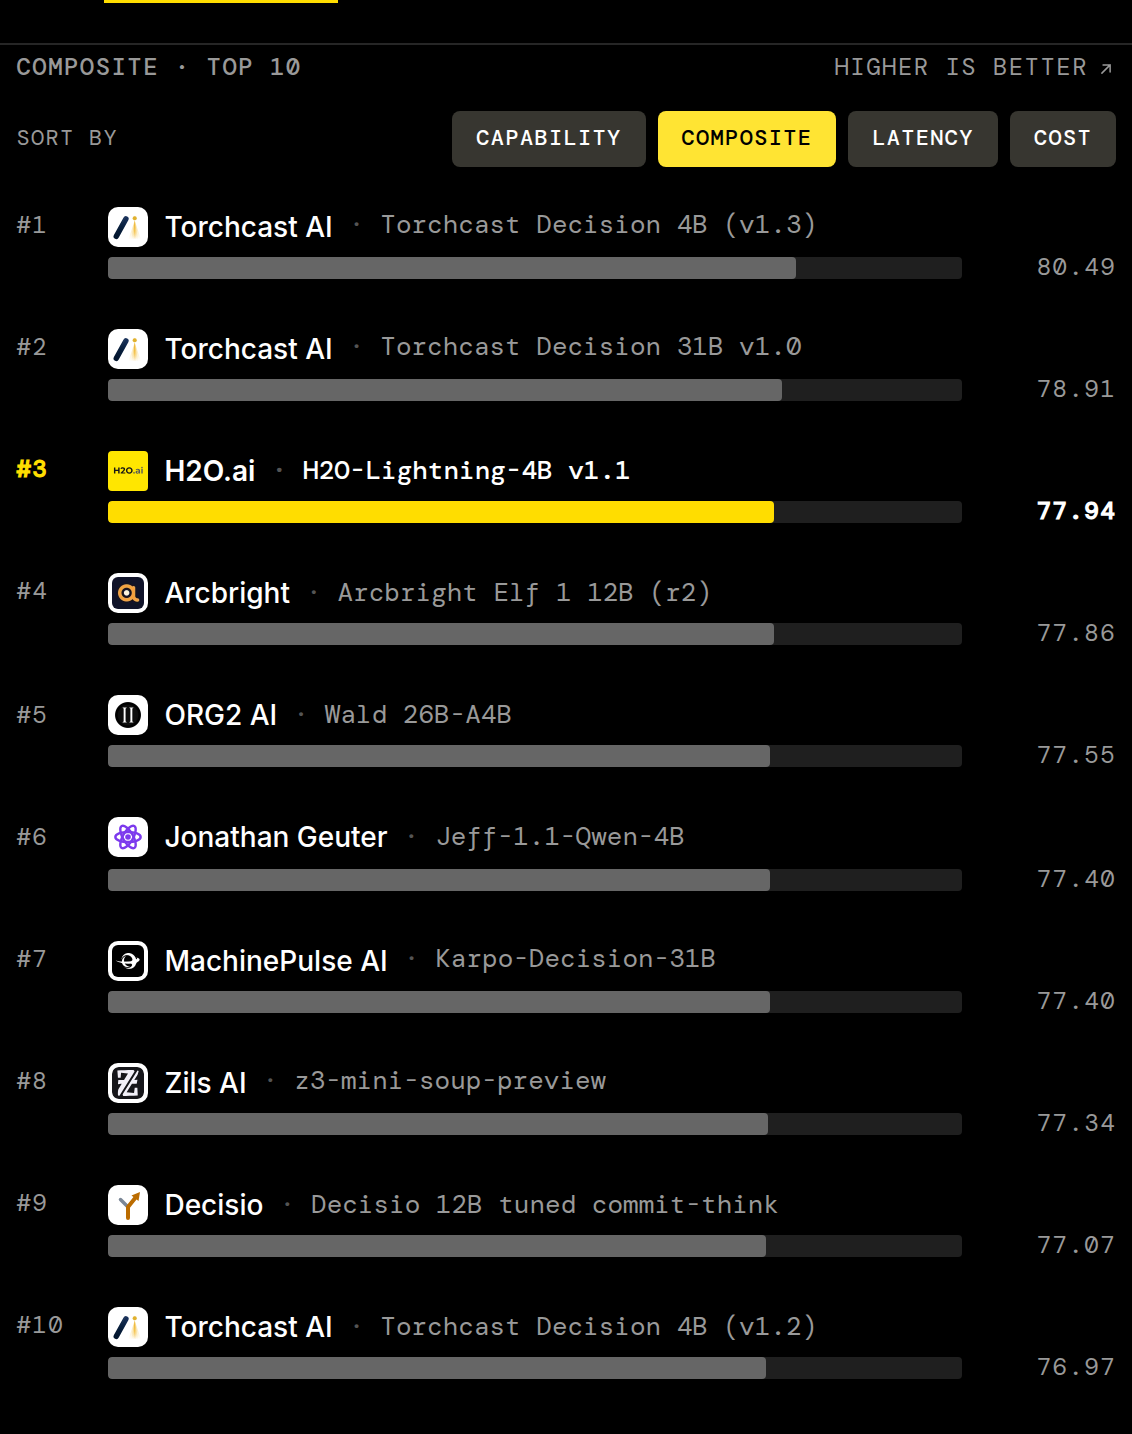 COMPOSITE · TOP 10
HIGHER IS BETTER ↗
SORT BY
CAPABILITY
COMPOSITE
LATENCY
COST
#1 Torchcast AI · Torchcast Decision 4B (v1.3)
80.49
#2 Torchcast AI · Torchcast Decision 31B v1.0
78.91
#3 H2O.ai H2O.ai · H2O-Lightning-4B v1.1
77.94
#4 Arcbright · Arcbright Elf 1 12B (r2)
77.86
#5 ORG2 AI · Wald 26B-A4B
77.55
#6 Jonathan Geuter · Jeff-1.1-Qwen-4B
77.40
#7 MachinePulse AI · Karpo-Decision-31B
77.40
#8 Zils AI · z3-mini-soup-preview
77.34
#9 Decisio · Decisio 12B tuned commit-think
77.07
#10 Torchcast AI · Torchcast Decision 4B (v1.2)
76.97